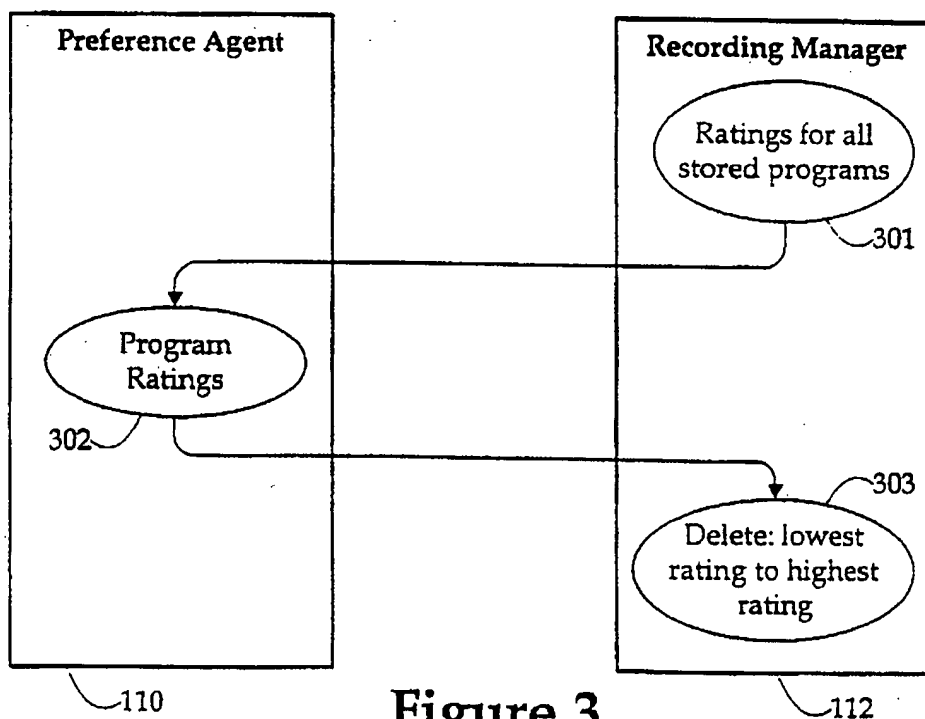 Preference Agent
Recording Manager
Ratings for all
stored programs
301
Program
Ratings
302
303
Delete: lowest
rating to highest
rating
110
112
Figure 3